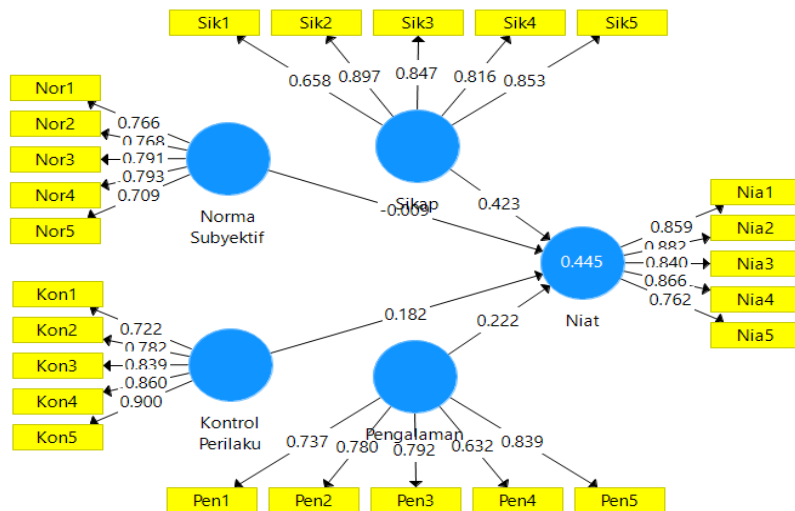 Sik1
Sik2
Sik3
Sik4
Sik5
0.658
0.897
0.847
0.816
0.853
Nor1
Nor2
Nor3
Nor4
Nor5
0.766
0.768
0.791
0.793
0.709
Norma
Subyektif
Sikap
-0.009
0.423
Kon1
Kon2
Kon3
Kon4
Kon5
0.722
0.782
0.839
0.860
0.900
Kontrol
Perilaku
0.182
0.222
0.445
Niat
0.859
0.882
0.840
0.866
0.762
Nia1
Nia2
Nia3
Nia4
Nia5
Pengalaman
0.737
0.780
0.792
0.632
0.839
Pen1
Pen2
Pen3
Pen4
Pen5